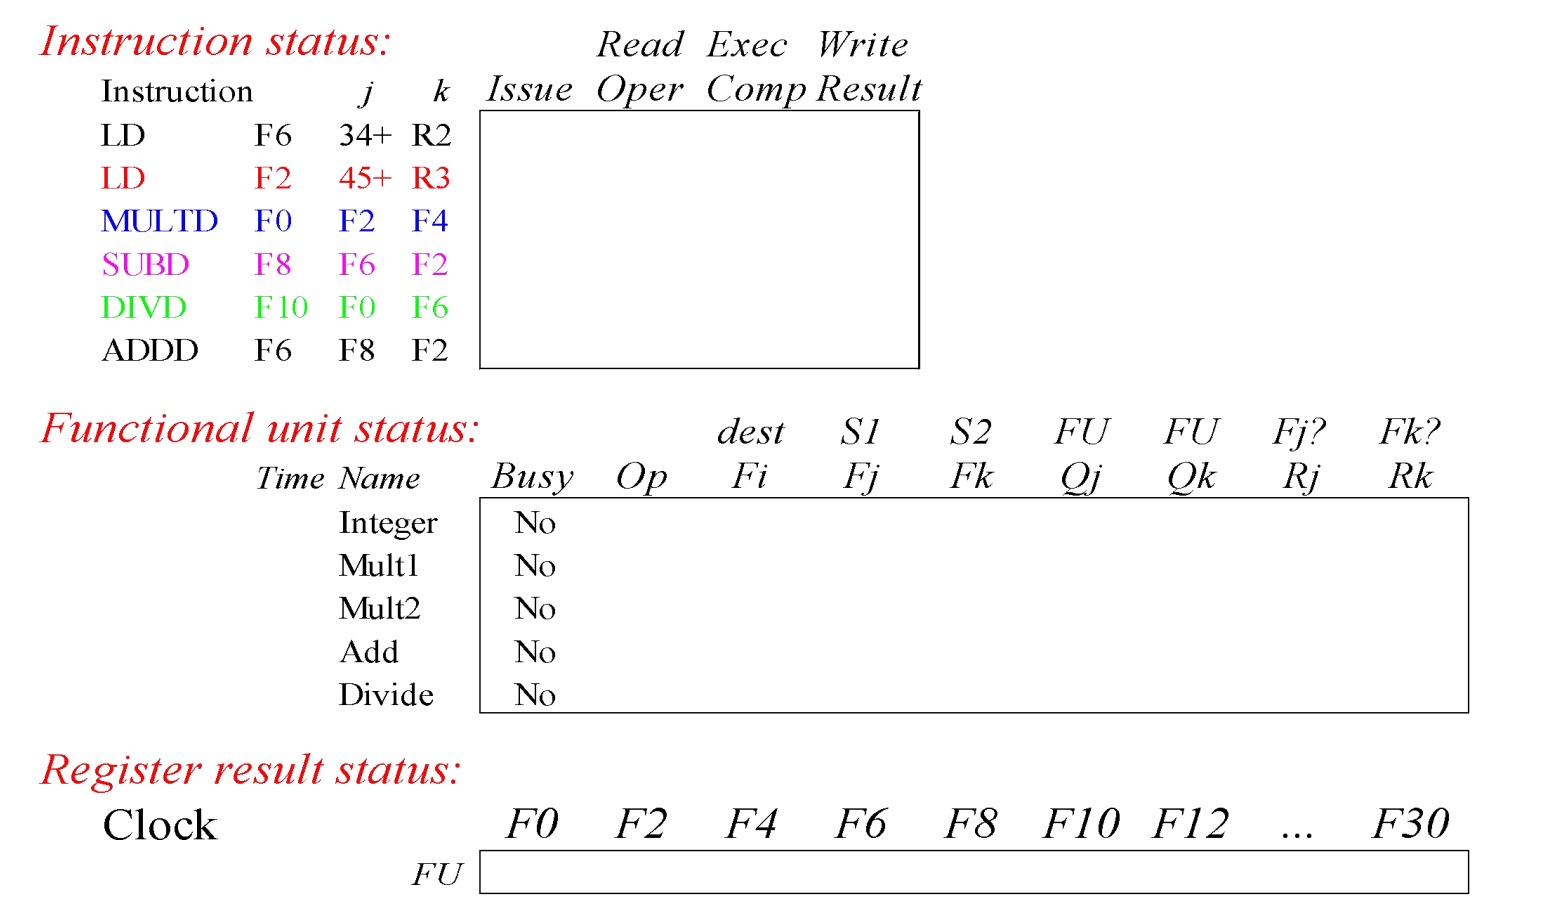 Instruction status: Read Exec Write
Instruction j k Issue Oper Comp Result
LD F6 34+ R2
LD F2 45+ R3
MULTD F0 F2 F4
SUBD F8 F6 F2
DIVD F10 F0 F6
ADDD F6 F8 F2
Functional unit status: dest S1 S2 FU FU Fj? Fk?
Time Name Busy Op Fi Fj Fk Qj Qk Rj Rk
Integer No
Mult1 No
Mult2 No
Add No
Divide No
Register result status:
Clock F0 F2 F4 F6 F8 F10 F12 ... F30
FU